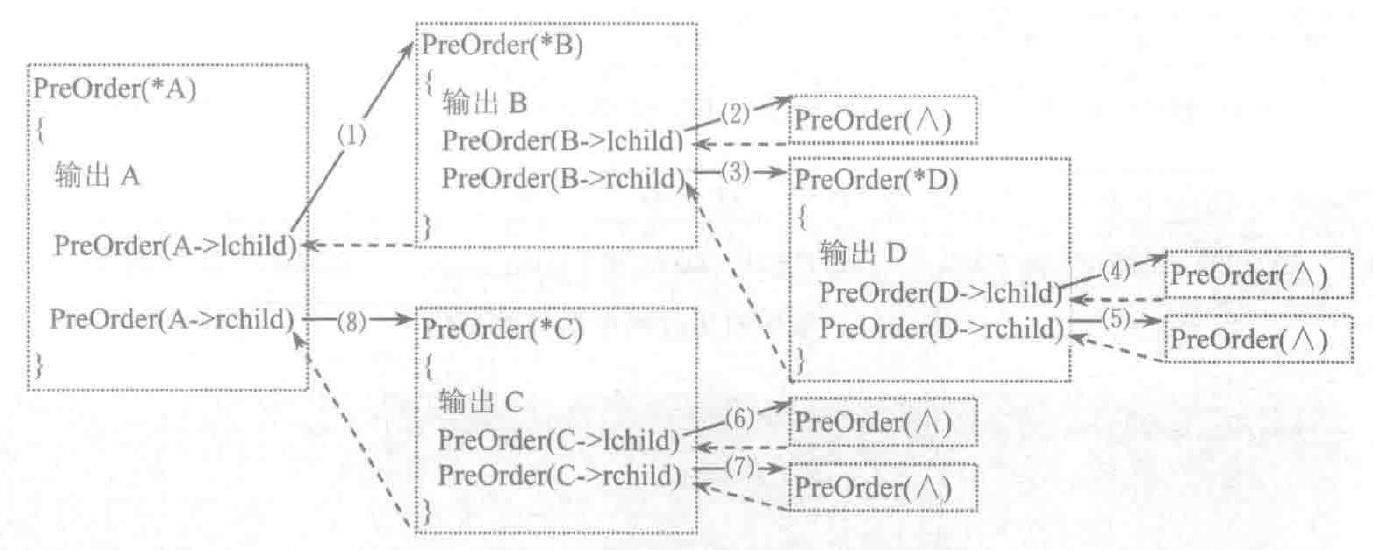 PreOrder(*A)
{
输出 A
PreOrder(A->lchild)
PreOrder(A->rchild)
}
(1)
PreOrder(*B)
{
输出 B
PreOrder(B->lchild)
PreOrder(B->rchild)
}
(2)
PreOrder(∧)
(3)
PreOrder(*D)
{
输出 D
PreOrder(D->lchild)
PreOrder(D->rchild)
}
(4)
PreOrder(∧)
(5)
PreOrder(∧)
(8)
PreOrder(*C)
{
输出 C
PreOrder(C->lchild)
PreOrder(C->rchild)
}
(6)
PreOrder(∧)
(7)
PreOrder(∧)